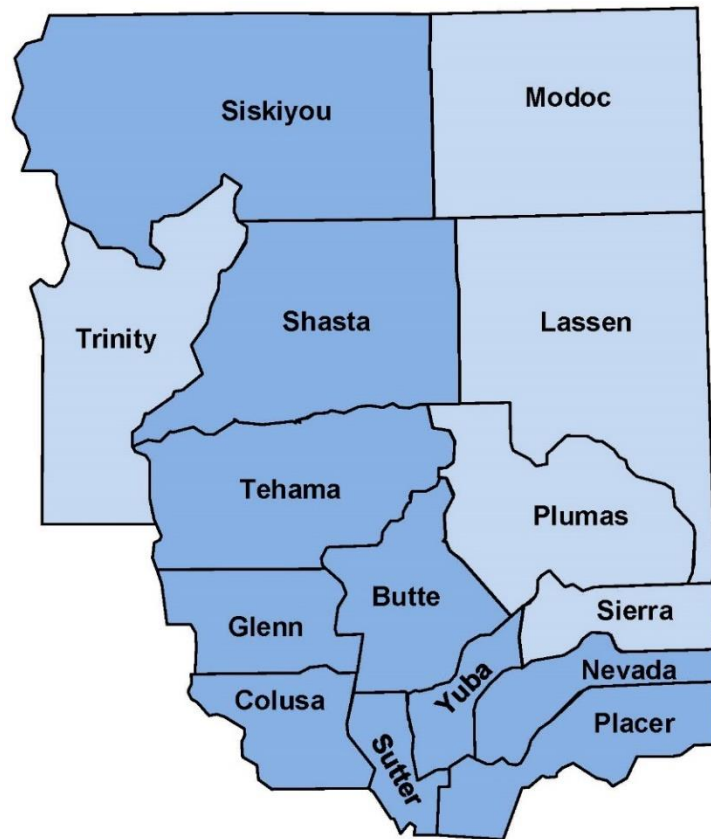 Siskiyou
Modoc
Trinity
Shasta
Lassen
Tehama
Plumas
Butte
Glenn
Sierra
Nevada
Yuba
Colusa
Placer
Sutter